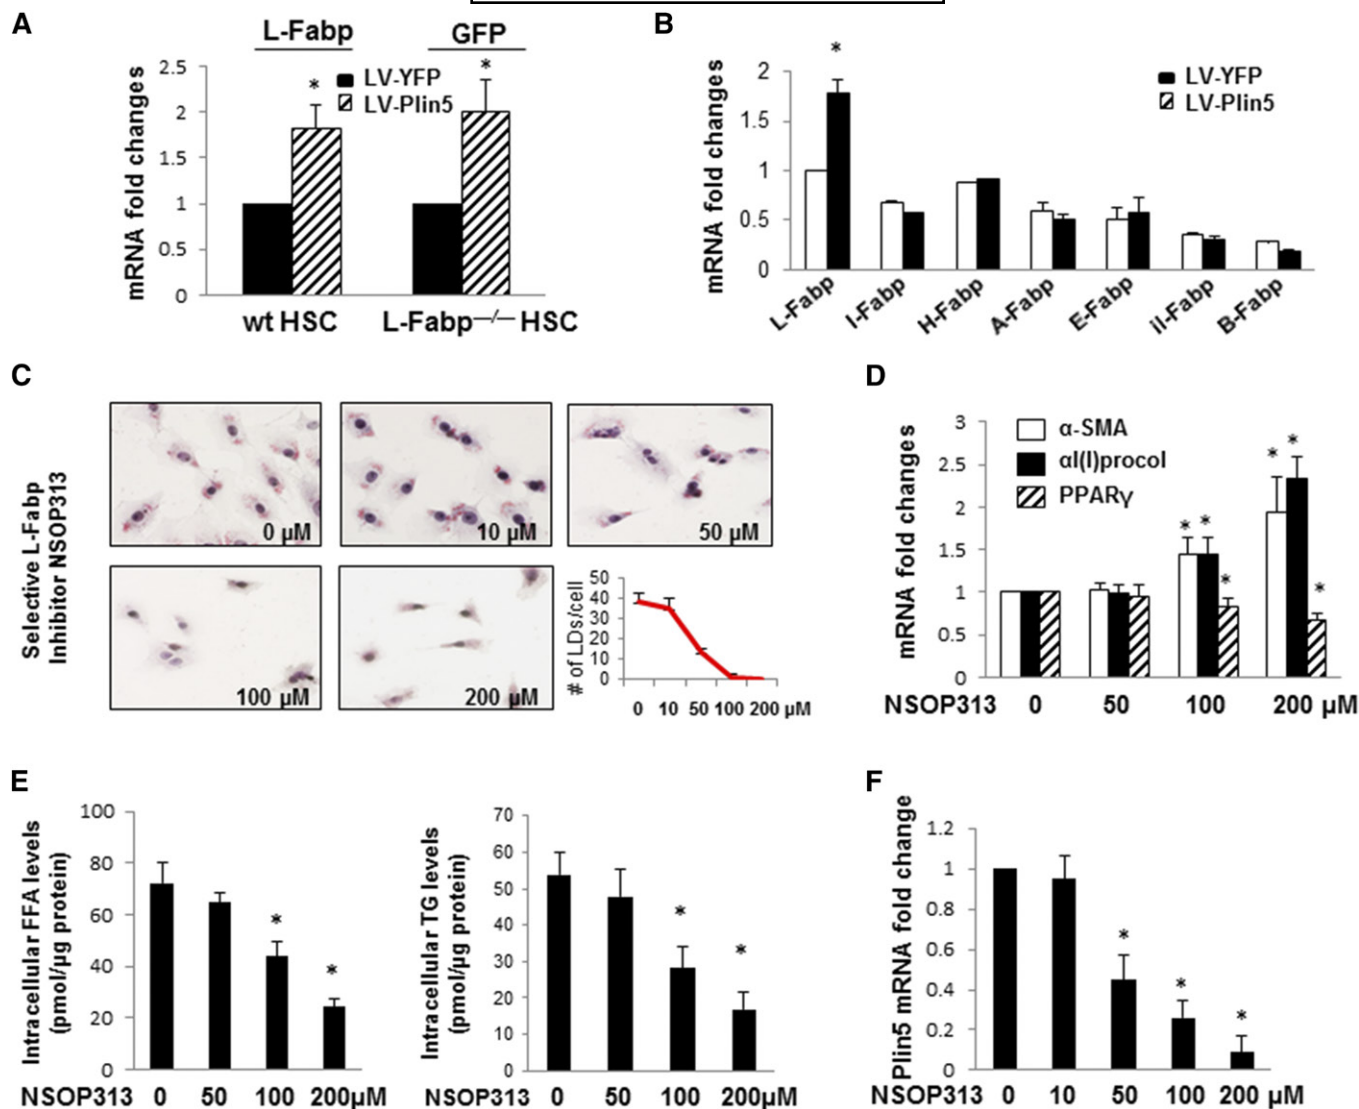 A
L-Fabp
GFP
mRNA fold changes
2.5
2
1.5
1
0.5
0
*
*
LV-YFP
LV-Plin5
wt HSC
L-Fabp—/—HSC
B
mRNA fold changes
2
1.5
1
0.5
0
*
LV-YFP
LV-Plin5
L-Fabp
I-Fabp
H-Fabp
A-Fabp
E-Fabp
il-Fabp
B-Fabp
C
Selective L-Fabp
Inhibitor NSOP313
0 µM
10 µM
50 µM
100 µM
200 µM
# of LDs/cell
50
40
30
20
10
0
0 10 50 100 200 µM
D
mRNA fold changes
3
2.5
2
1.5
1
0.5
0
α-SMA
αI(I)procol
PPARγ
* * *
* * *
NSOP313 0 50 100 200 µM
E
Intracellular FFA levels
(pmol/µg protein)
100
80
60
40
20
0
*
*
NSOP313 0 50 100 200µM
Intracellular TG levels
(pmol/µg protein)
70
60
50
40
30
20
10
0
*
*
NSOP313 0 50 100 200µM
F
Plin5 mRNA fold change
1.2
1
0.8
0.6
0.4
0.2
0
*
*
*
NSOP313 0 10 50 100 200 µM